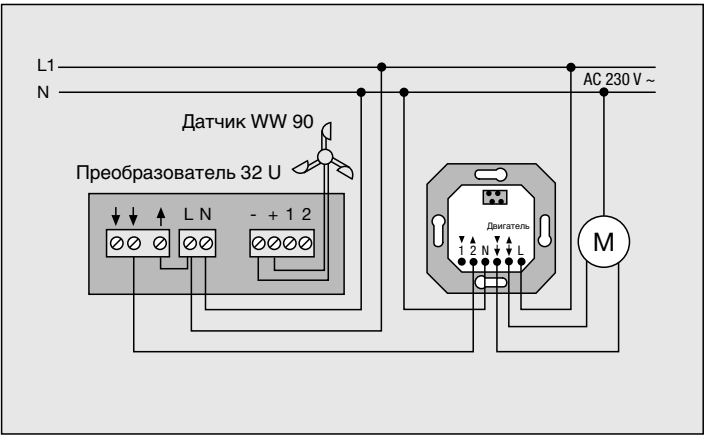 L1
AC 230 V ~
N
Датчик WW 90
Преобразователь 32 U
L N - + 1 2
Двигатель
1 2 N L
M